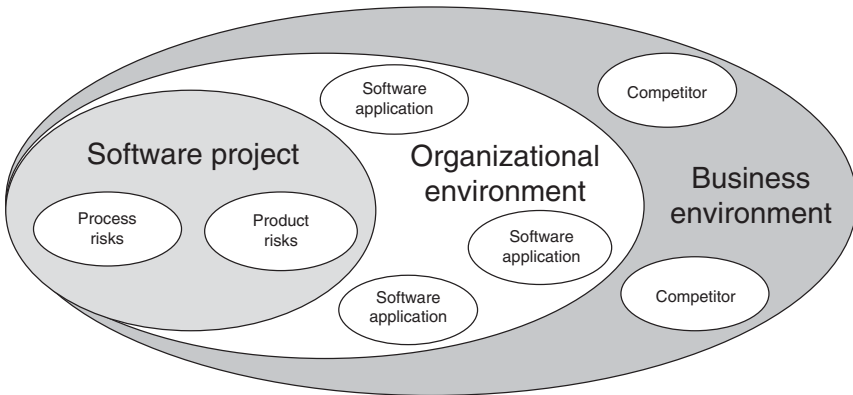 Software project
Process
risks
Product
risks
Software
application
Organizational
environment
Software
application
Software
application
Competitor
Business
environment
Competitor